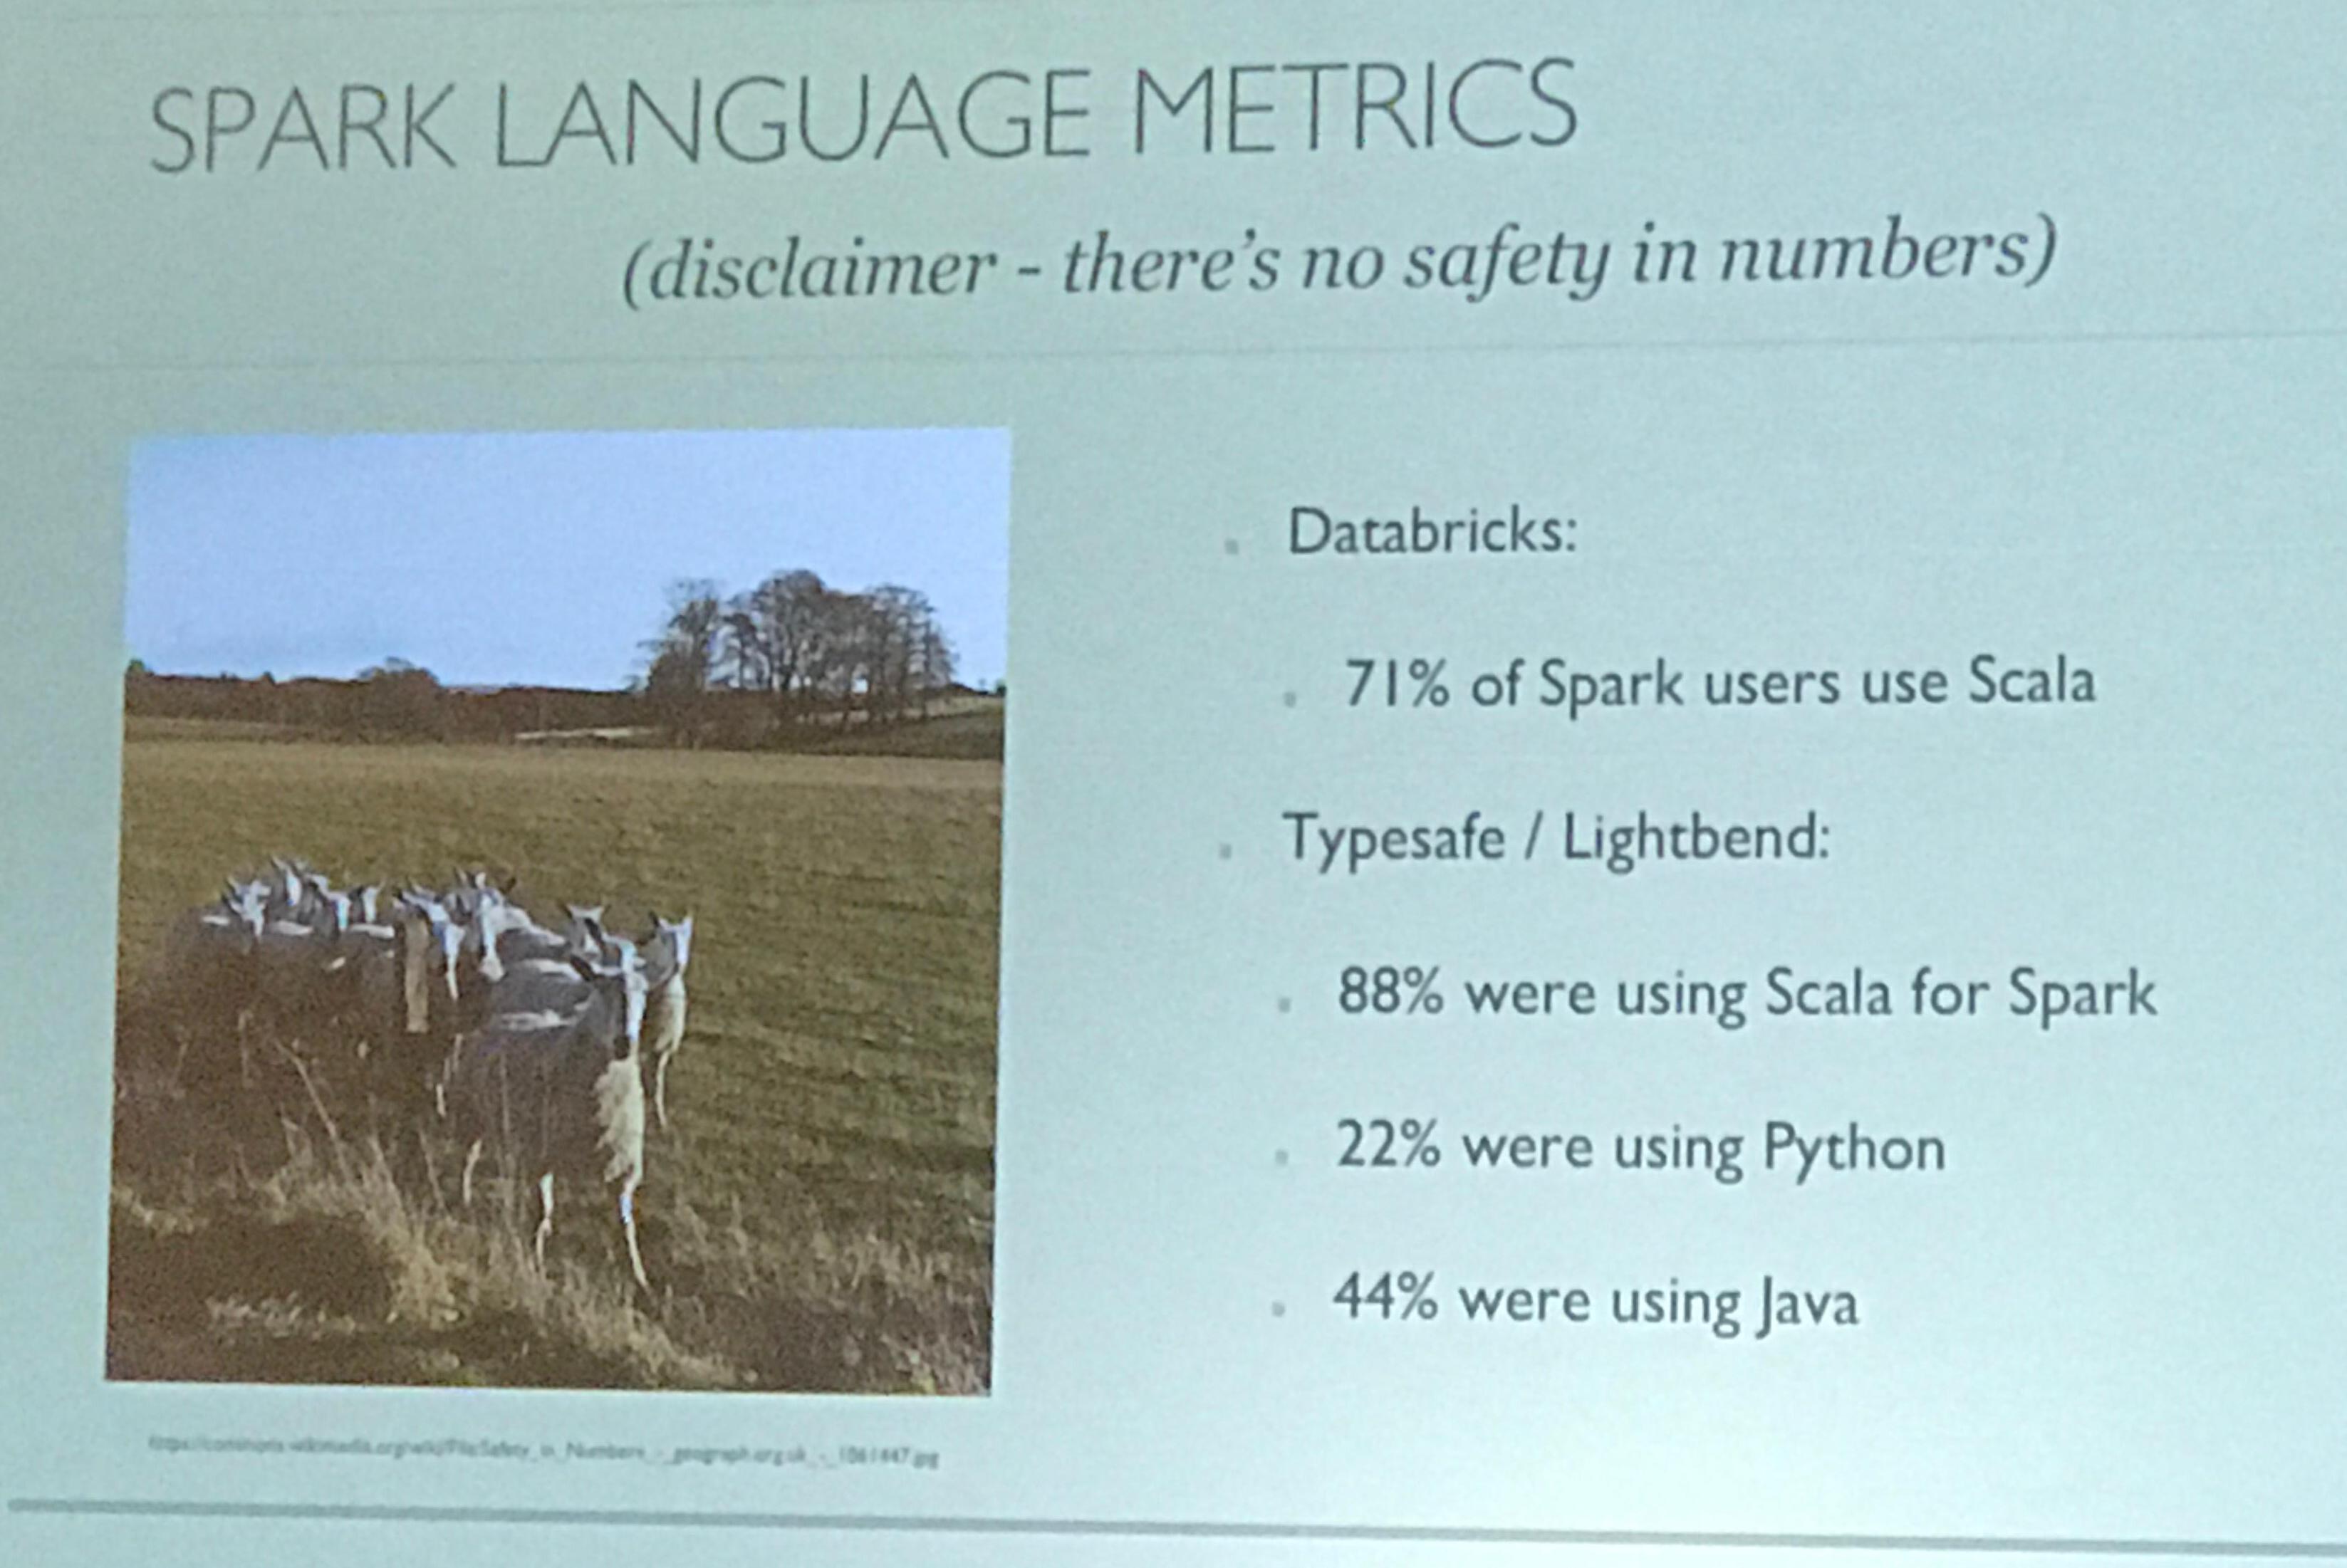 SPARK LANGUAGE METRICS
(disclaimer - there's no safety in numbers)
Databricks:
71% of Spark users use Scala
Typesafe / Lightbend:
88% were using Scala for Spark
22% were using Python
44% were using Java
https://commons.wikimedia.org/wiki/File:Safety_in_Numbers_-_geograph.org.uk_-_1061447.jpg